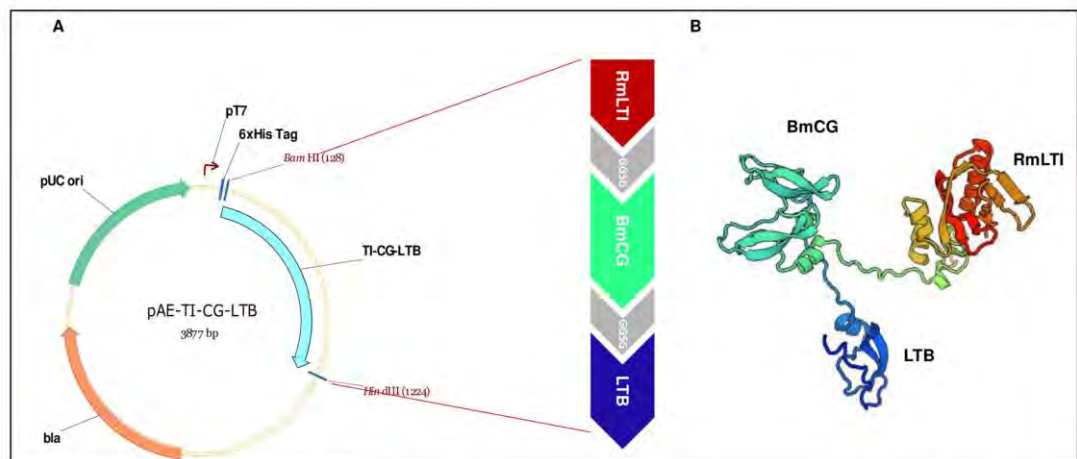 A
pT7
6xHis Tag
Bam HI (128)
pUC ori
TI-CG-LTB
pAE-TI-CG-LTB
3877 bp
Hin dIII (1224)
bla
RmLTI
GGSG
BmCG
GGSG
LTB
B
BmCG
RmLTI
LTB